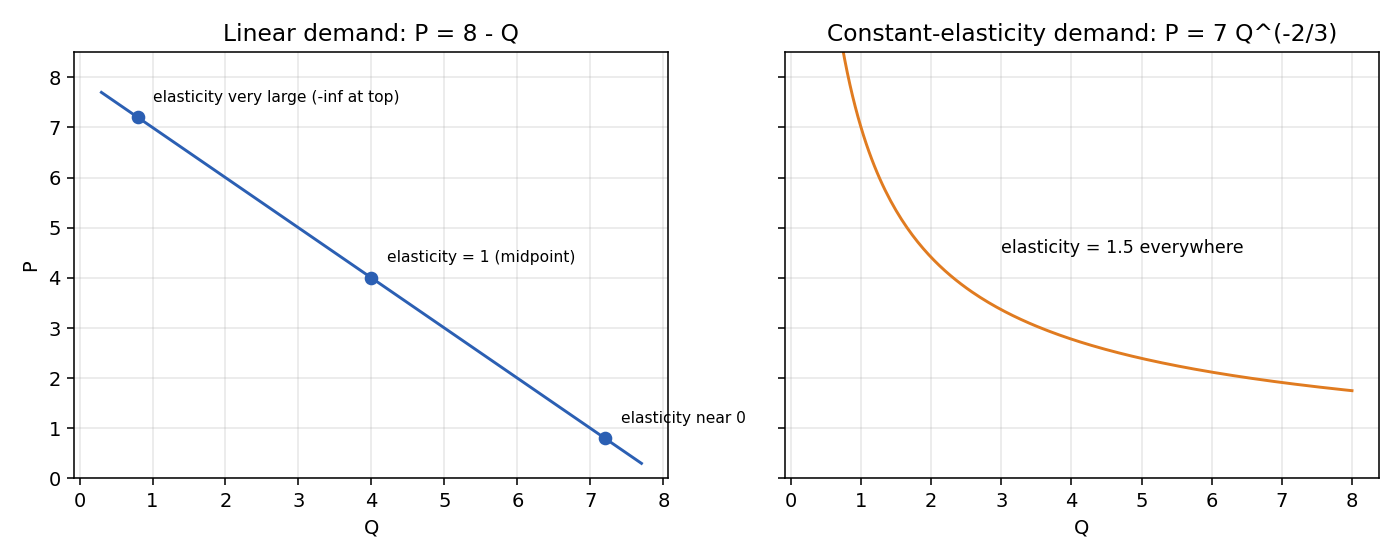 Linear demand: P = 8 - Q
8
7
6
5
4
3
2
1
0
P
elasticity very large (-inf at top)
elasticity = 1 (midpoint)
elasticity near 0
0 1 2 3 4 5 6 7 8
Q
Constant-elasticity demand: P = 7 Q^(-2/3)
elasticity = 1.5 everywhere
0 1 2 3 4 5 6 7 8
Q